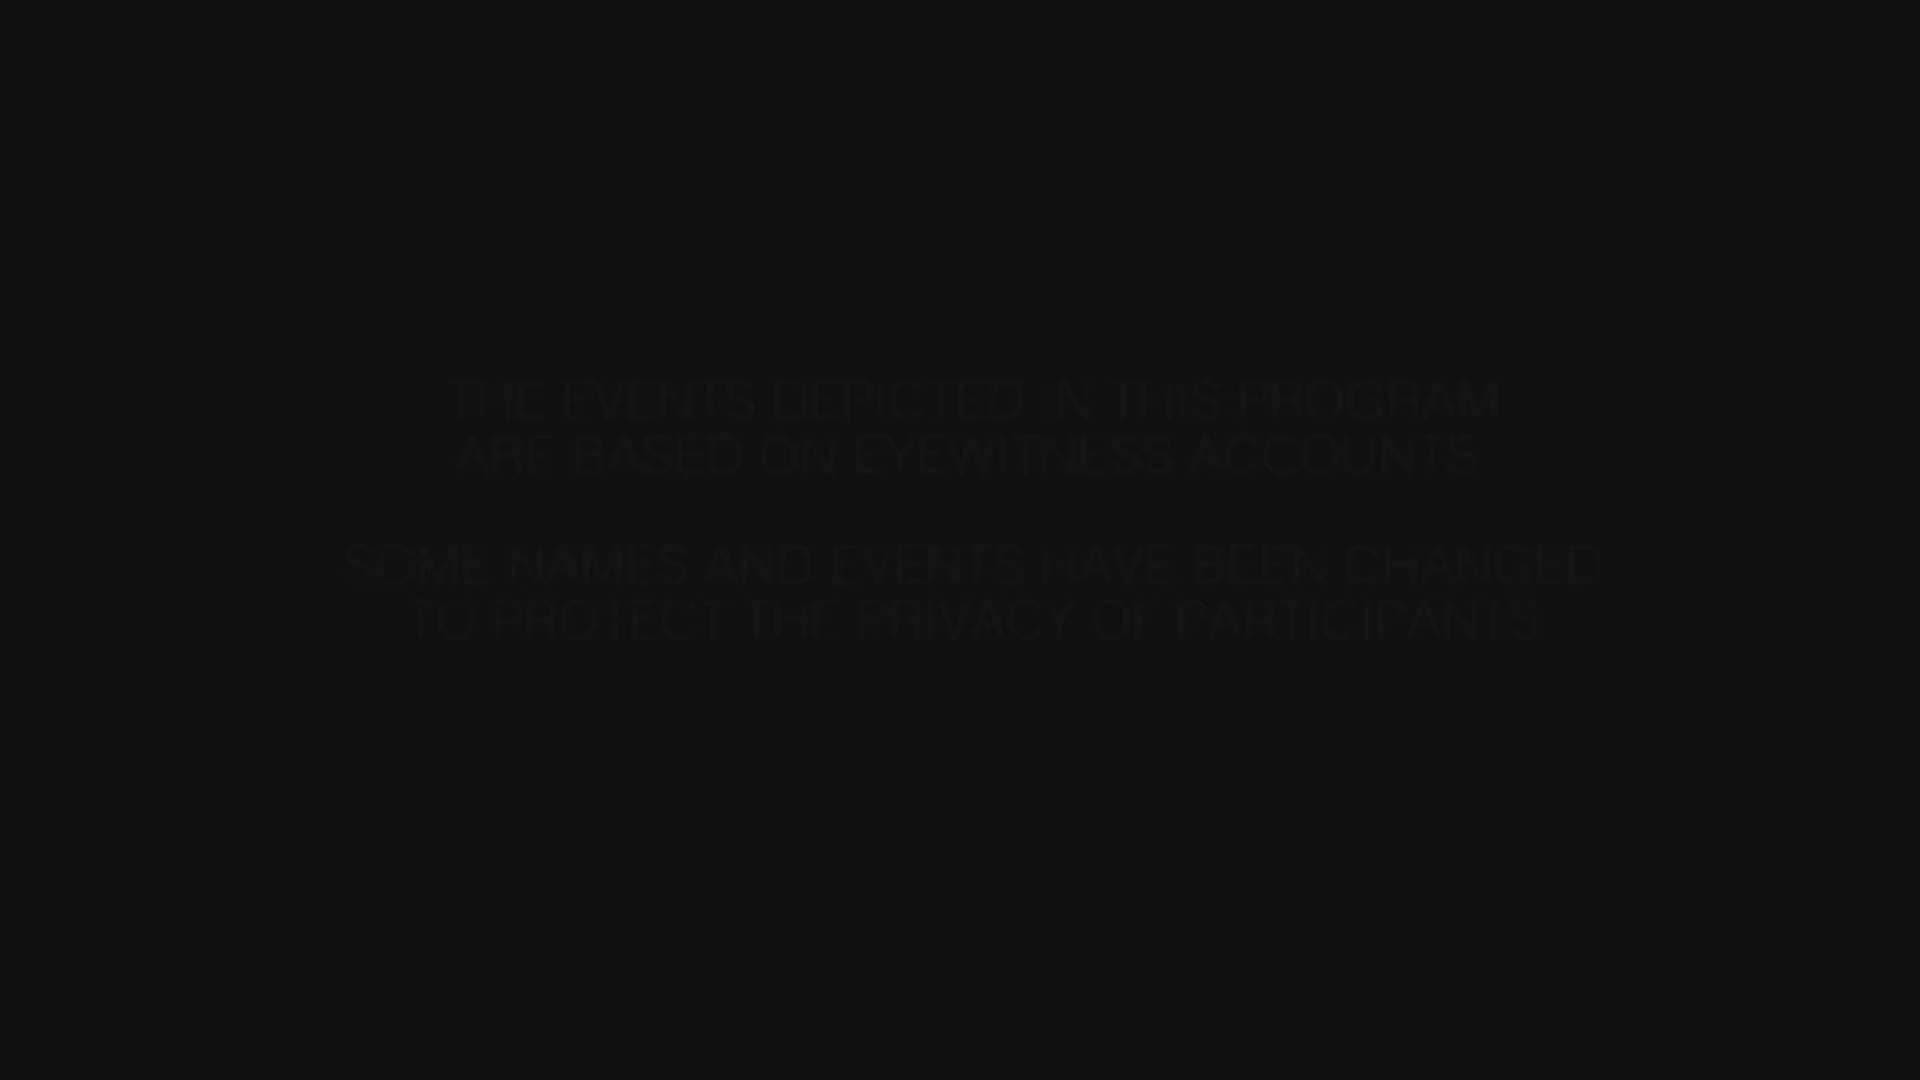 THE EVENTS DEPICTED IN THIS PROGRAM
ARE BASED ON EYEWITNESS ACCOUNTS
SOME NAMES AND EVENTS HAVE BEEN CHANGED
TO PROTECT THE PRIVACY OF PARTICIPANTS